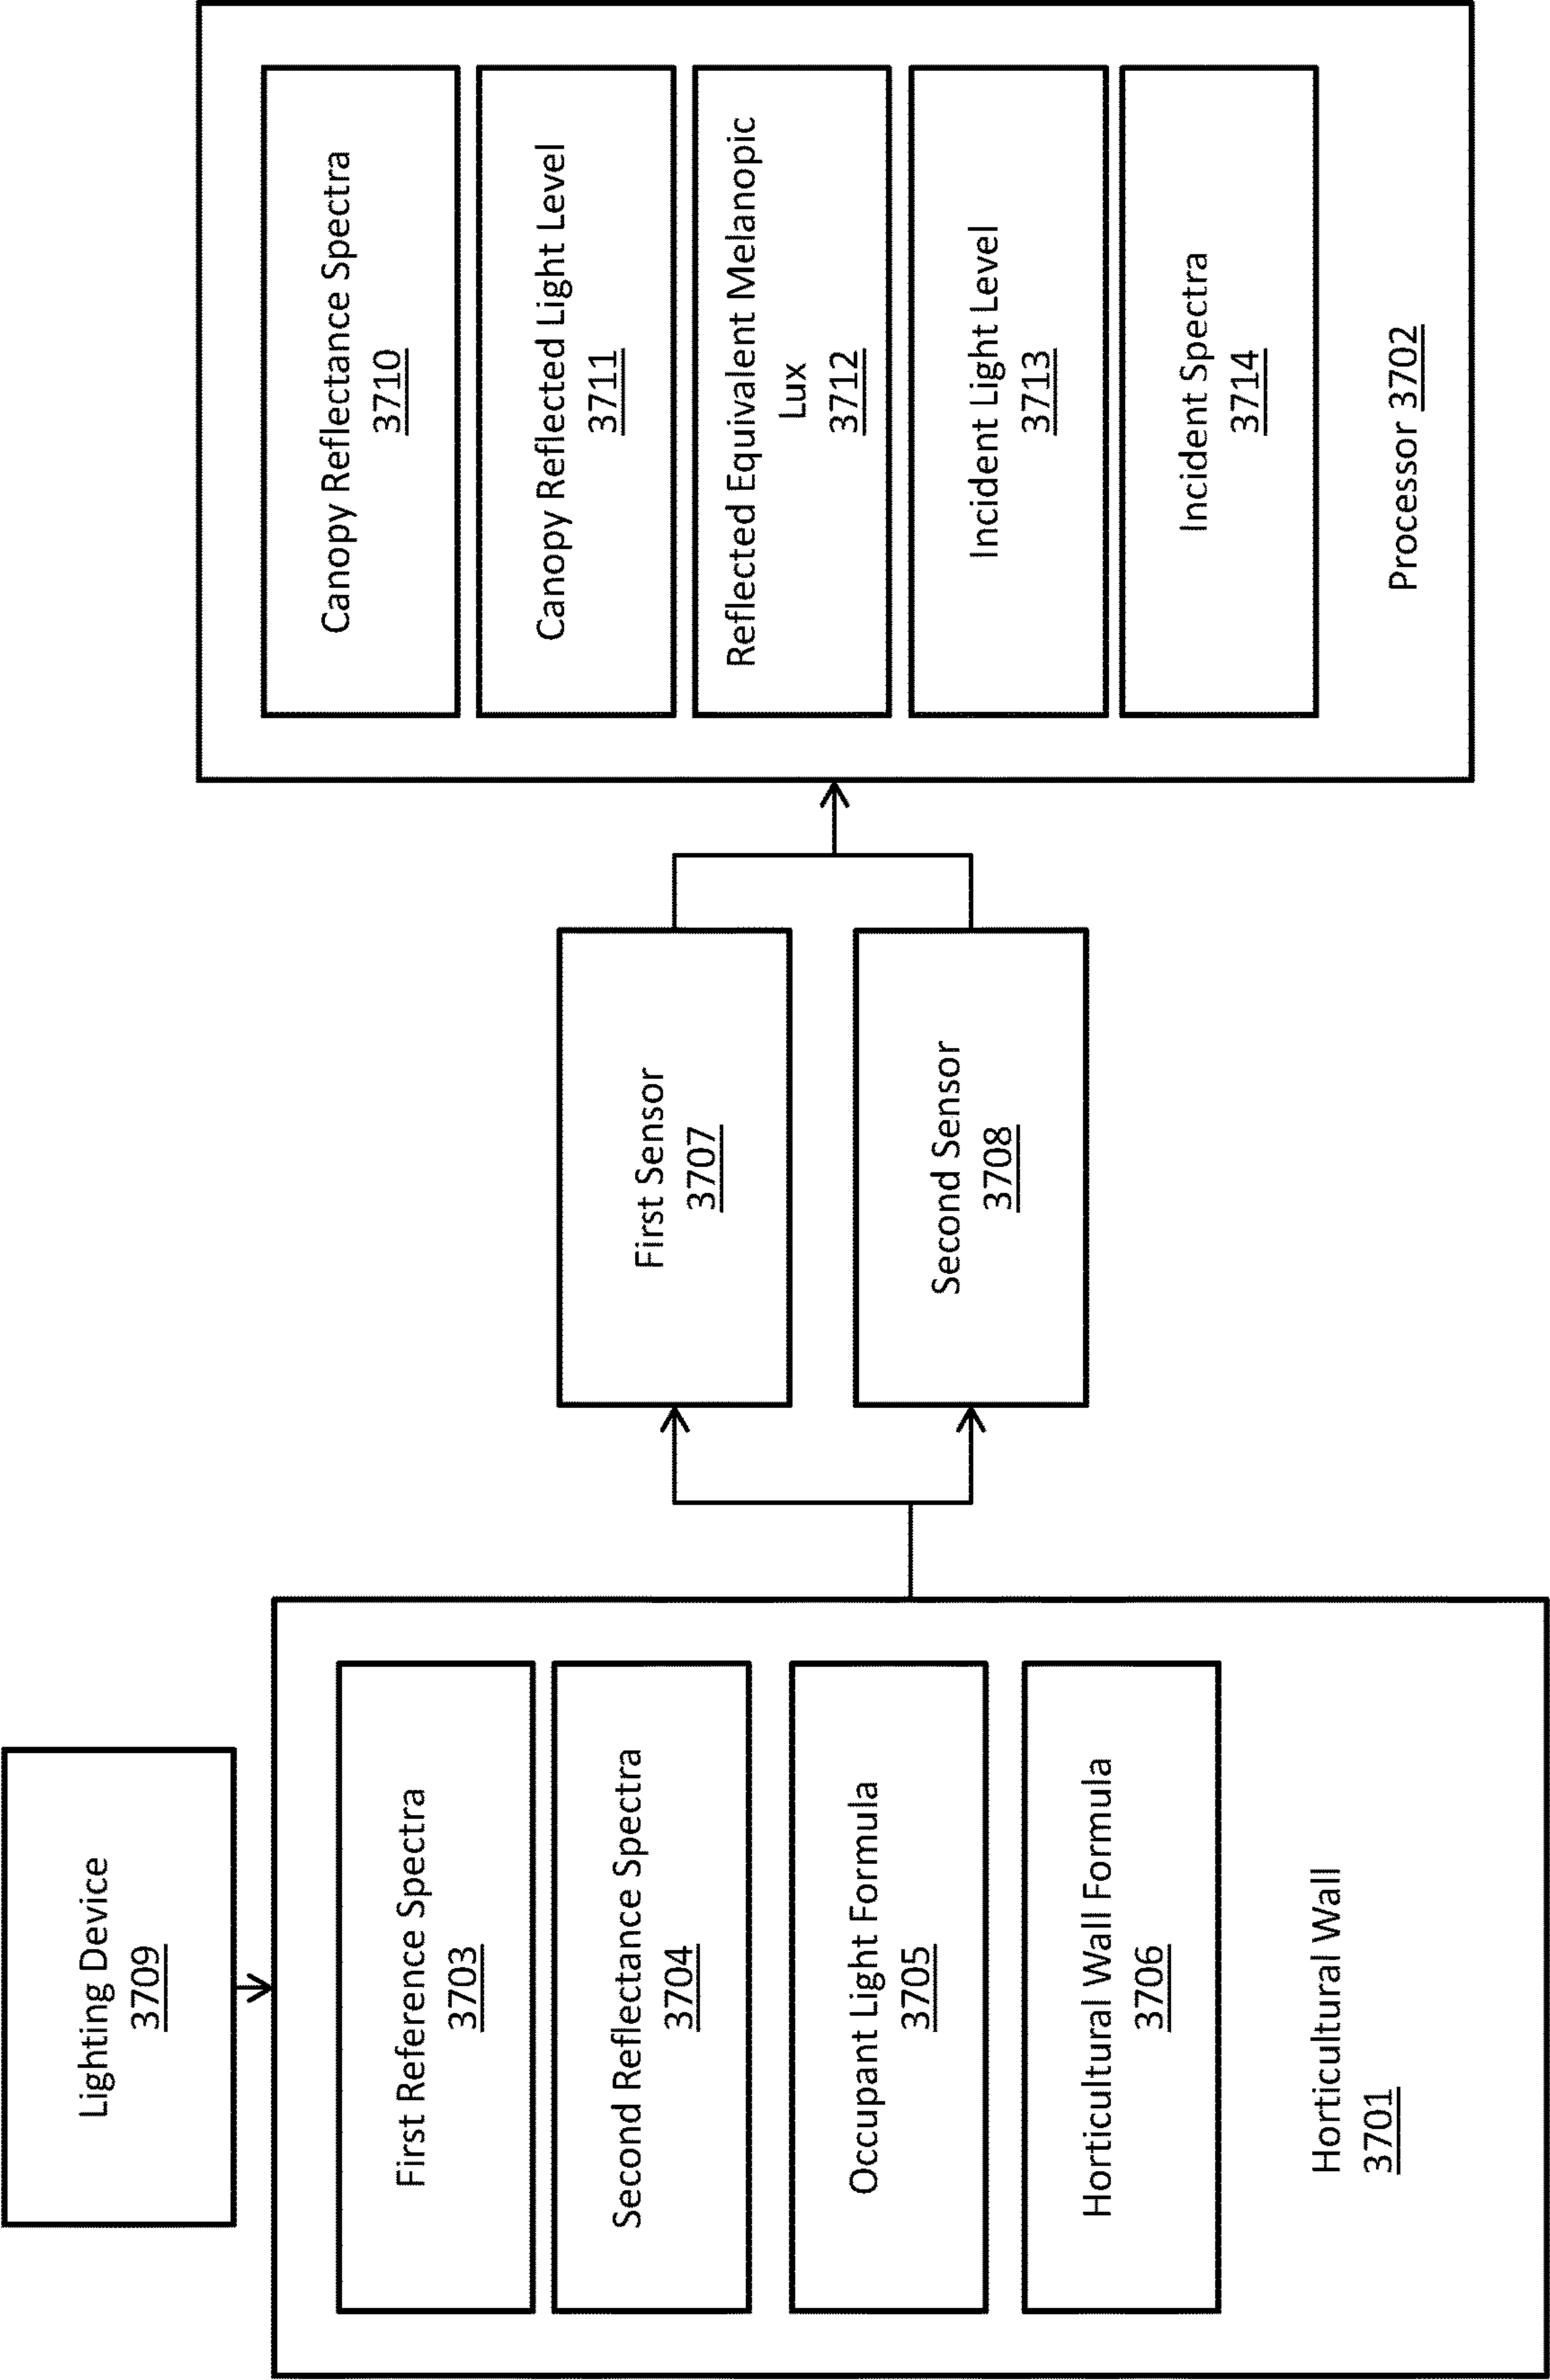 Lighting Device
3709
First Reference Spectra
3703
Second Reflectance Spectra
3704
Occupant Light Formula
3705
Horticultural Wall Formula
3706
Horticultural Wall
3701
First Sensor
3707
Second Sensor
3708
Canopy Reflectance Spectra
3710
Canopy Reflected Light Level
3711
Reflected Equivalent Melanopic
Lux
3712
Incident Light Level
3713
Incident Spectra
3714
Processor 3702